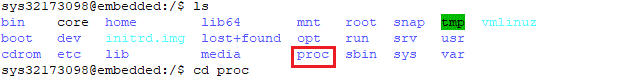 sys32173098@embedded:/$ ls
bin core home lib64 mnt root snap tmp vmlinuz
boot dev initrd.img lost+found opt run srv usr
cdrom etc lib media proc sbin sys var
sys32173098@embedded:/$ cd proc